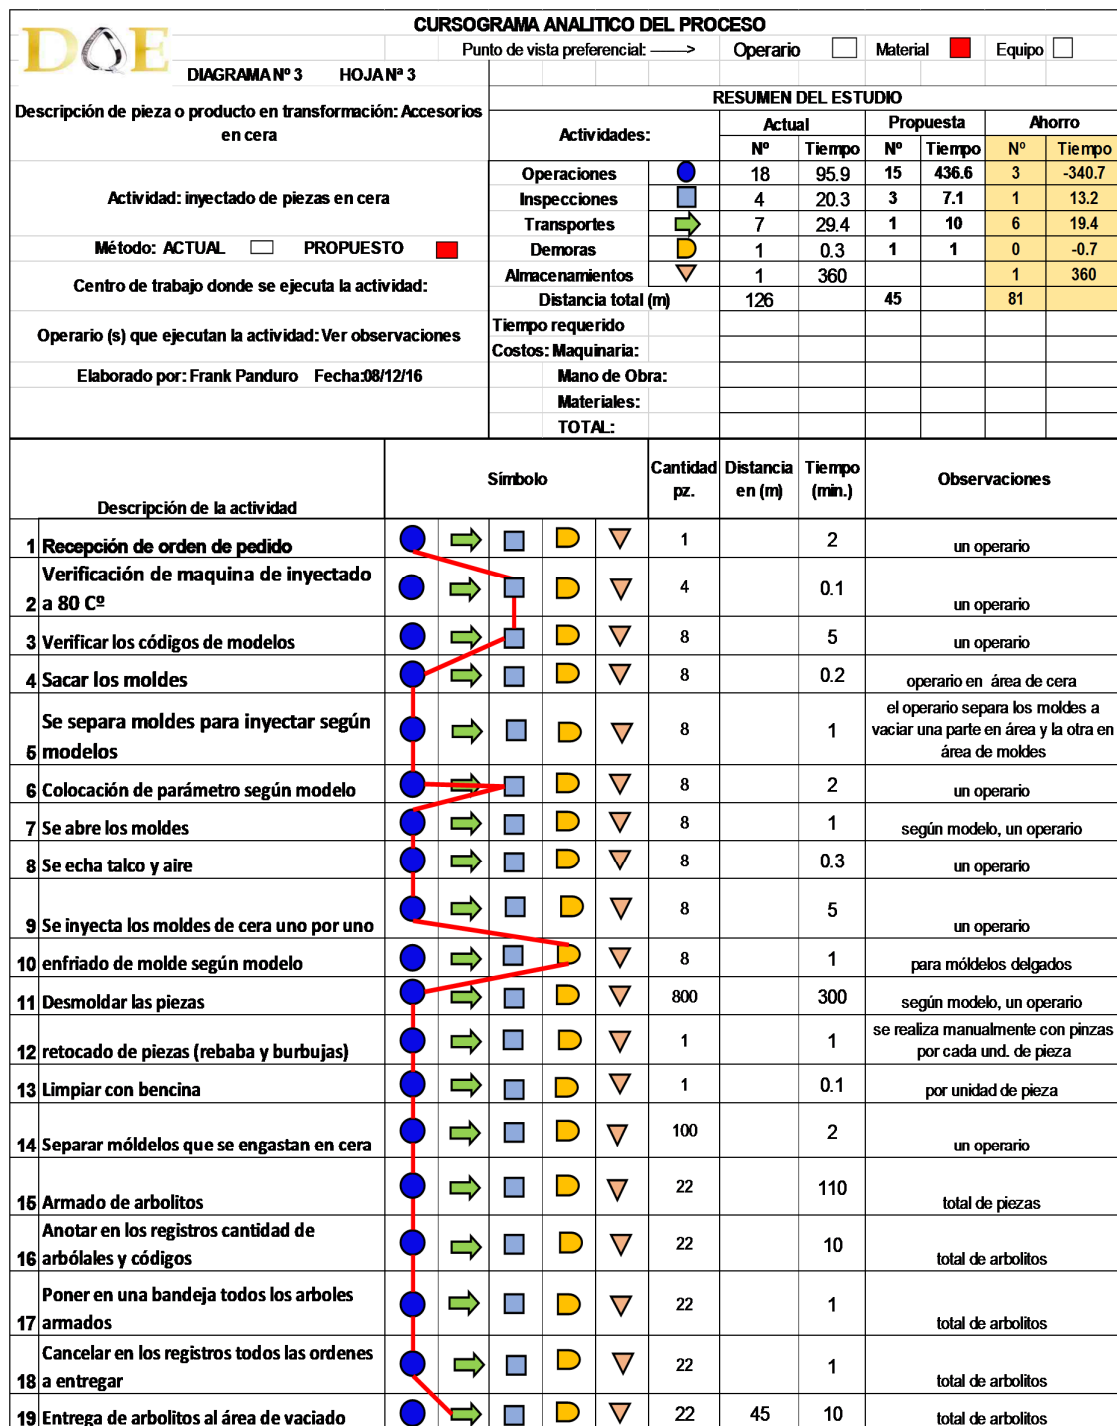 DQE
CURSOGRAMA ANALITICO DEL PROCESO
Punto de vista preferencial: ——> Operario Material Equipo
DIAGRAMA Nº 3 HOJA Nª 3
Descripción de pieza o producto en transformación: Accesorios
en cera
RESUMEN DEL ESTUDIO
Actividades: Actual Propuesta Ahorro
Nº Tiempo Nº Tiempo Nº Tiempo
Operaciones 18 95.9 15 436.6 3 -340.7
Actividad: inyectado de piezas en cera
Inspecciones 4 20.3 3 7.1 1 13.2
Transportes 7 29.4 1 10 6 19.4
Método: ACTUAL PROPUESTO
Demoras 1 0.3 1 1 0 -0.7
Almacenamientos 1 360 1 360
Centro de trabajo donde se ejecuta la actividad:
Distancia total (m) 126 45 81
Tiempo requerido
Operario (s) que ejecutan la actividad: Ver observaciones
Costos: Maquinaria:
Elaborado por: Frank Panduro Fecha:08/12/16
Mano de Obra:
Materiales:
TOTAL:
Descripción de la actividad Símbolo Cantidad pz. Distancia en (m) Tiempo (min.) Observaciones
1 Recepción de orden de pedido 1 2 un operario
Verificación de maquina de inyectado
2 a 80 Cº 4 0.1 un operario
3 Verificar los códigos de modelos 8 5 un operario
4 Sacar los moldes 8 0.2 operario en área de cera
Se separa moldes para inyectar según
5 modelos 8 1 el operario separa los moldes a
vaciar una parte en área y la otra en
área de moldes
6 Colocación de parámetro según modelo 8 2 un operario
7 Se abre los moldes 8 1 según modelo, un operario
8 Se echa talco y aire 8 0.3 un operario
9 Se inyecta los moldes de cera uno por uno 8 5 un operario
10 enfriado de molde según modelo 8 1 para móldelos delgados
11 Desmoldar las piezas 800 300 según modelo, un operario
12 retocado de piezas (rebaba y burbujas) 1 1 se realiza manualmente con pinzas
por cada und. de pieza
13 Limpiar con bencina 1 0.1 por unidad de pieza
14 Separar móldelos que se engastan en cera 100 2 un operario
15 Armado de arbolitos 22 110 total de piezas
Anotar en los registros cantidad de
16 arbólales y códigos 22 10 total de arbolitos
Poner en una bandeja todos los arboles
17 armados 22 1 total de arbolitos
Cancelar en los registros todos las ordenes
18 a entregar 22 1 total de arbolitos
19 Entrega de arbolitos al área de vaciado 22 45 10 total de arbolitos